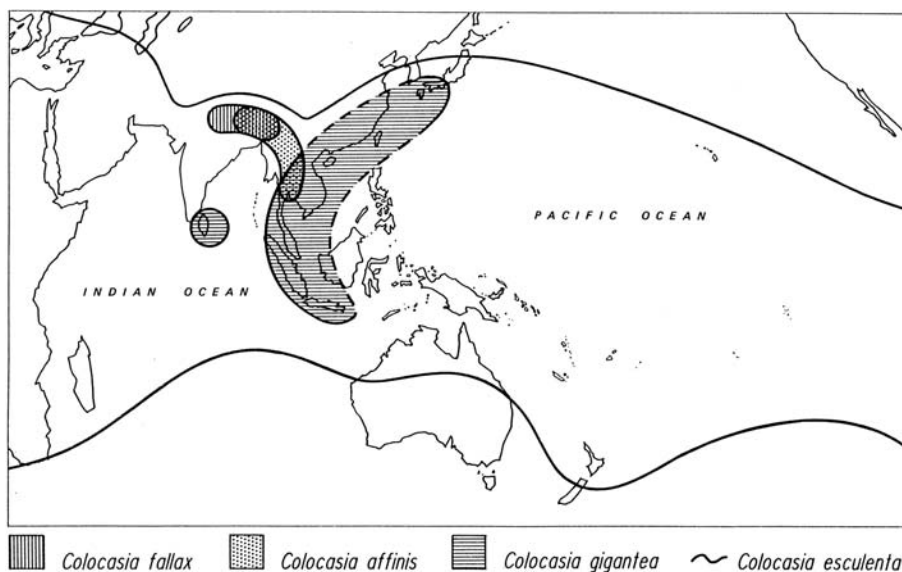 PACIFIC OCEAN
INDIAN OCEAN
Colocasia fallax Colocasia affinis Colocasia gigantea Colocasia esculenta